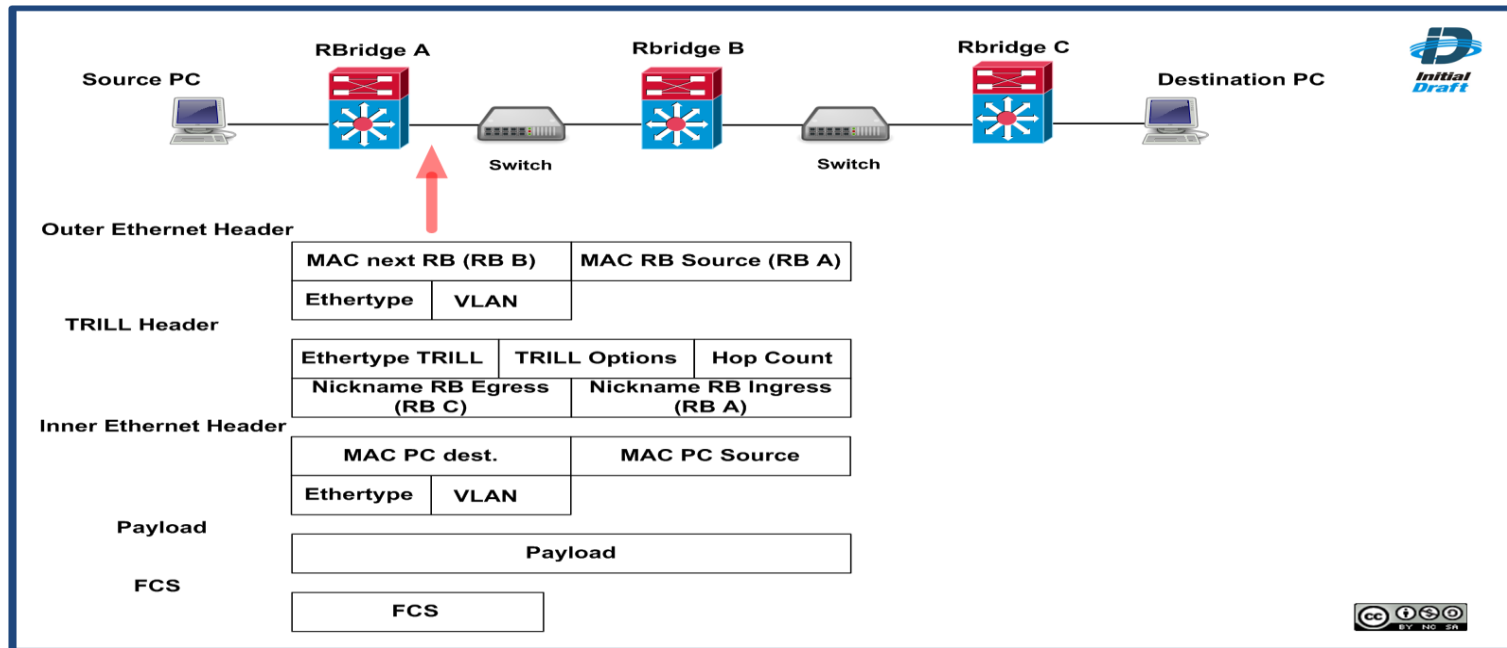 RBridge A
Rbridge B
Rbridge C
Source PC
Destination PC
Initial
Draft
Switch
Switch
Outer Ethernet Header
MAC next RB (RB B)
MAC RB Source (RB A)
Ethertype
VLAN
TRILL Header
Ethertype TRILL
TRILL Options
Hop Count
Nickname RB Egress
(RB C)
Nickname RB Ingress
(RB A)
Inner Ethernet Header
MAC PC dest.
MAC PC Source
Ethertype
VLAN
Payload
Payload
FCS
FCS
cc
BY NC SA